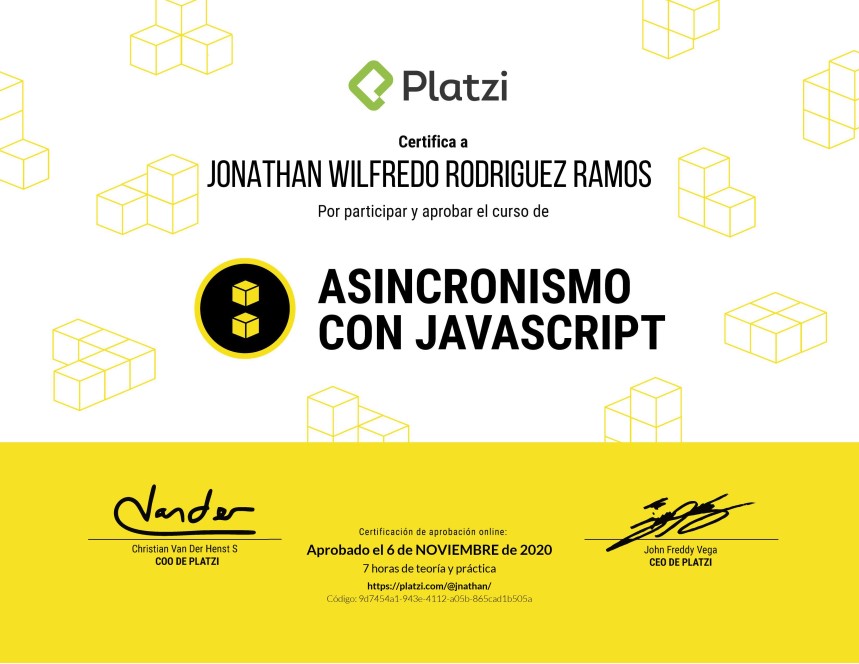 Platzi
Certifica a
JONATHAN WILFREDO RODRIGUEZ RAMOS
Por participar y aprobar el curso de
ASINCRONISMO
CON JAVASCRIPT
Vander
Christian Van Der Henst S
COO DE PLATZI
Certificación de aprobación online:
Aprobado el 6 de NOVIEMBRE de 2020
7 horas de teoría y práctica
https://platzi.com/@jnathan/
Código: 9d7454a1-943e-4112-a05b-865cad1b505a
John Freddy Vega
CEO DE PLATZI